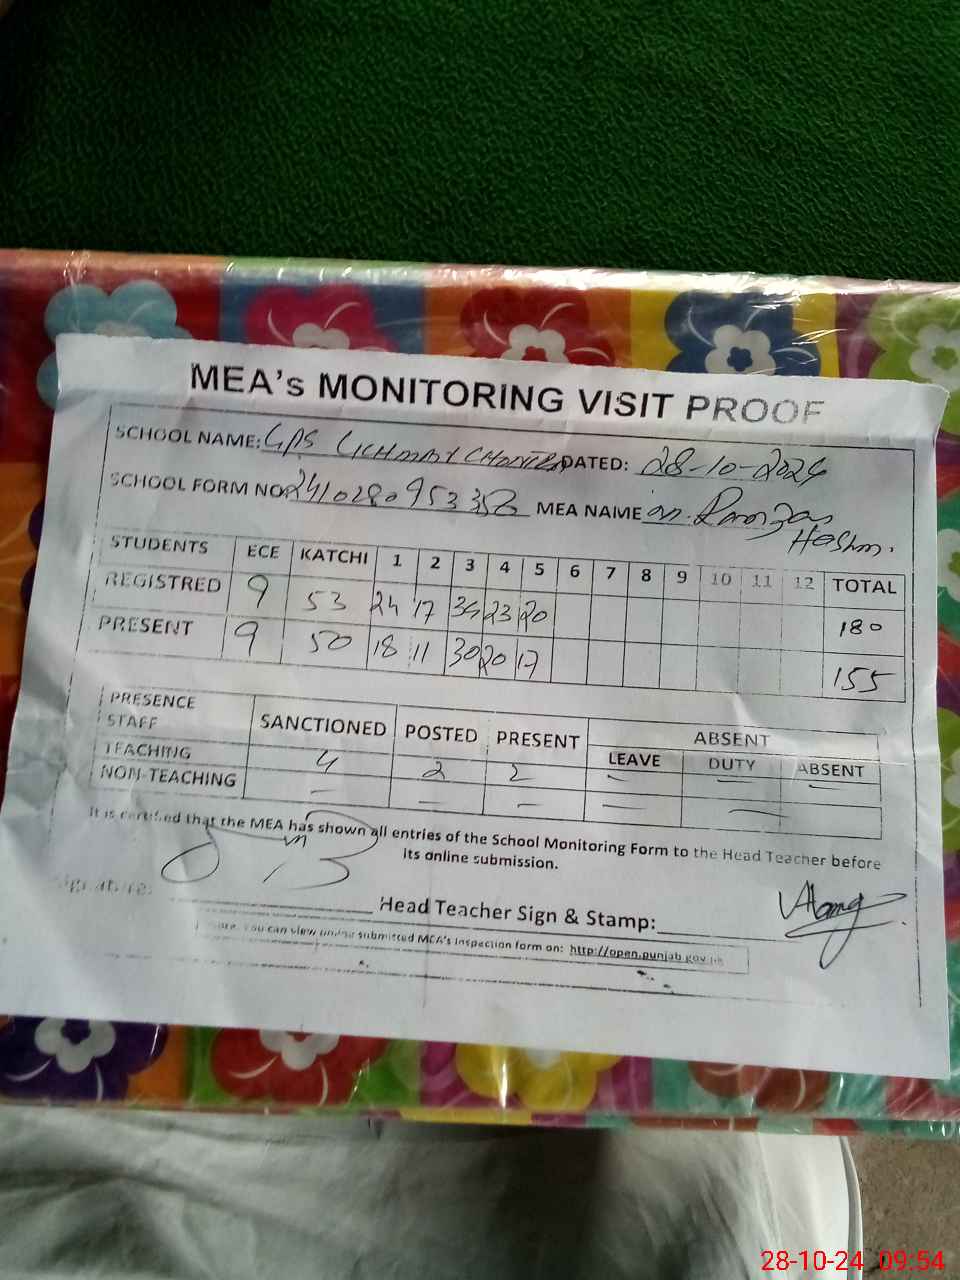 MEA's MONITORING VISIT PROOF
SCHOOL NAME: GPS DATED: 28-10-2024
SCHOOL FORM NO MEA NAME M. Ramzan
Hashm.
STUDENTS ECE KATCHI 1 2 3 4 5 6 7 8 9 10 11 12 TOTAL
REGISTRED 9 53 24 17 34 23 20 180
PRESENT 9 50 18 11 30 20 17 155
PRESENCE
STAFF SANCTIONED POSTED PRESENT ABSENT
LEAVE DUTY ABSENT
TEACHING 4 2 2 – – –
NON-TEACHING – – – – –
It is certified that the MEA has shown all entries of the School Monitoring Form to the Head Teacher before
its online submission.
Signature: Head Teacher Sign & Stamp:
you can view online submitted MEA's Inspection form on: http://open.punjab.gov.pk
28-10-24 09:54